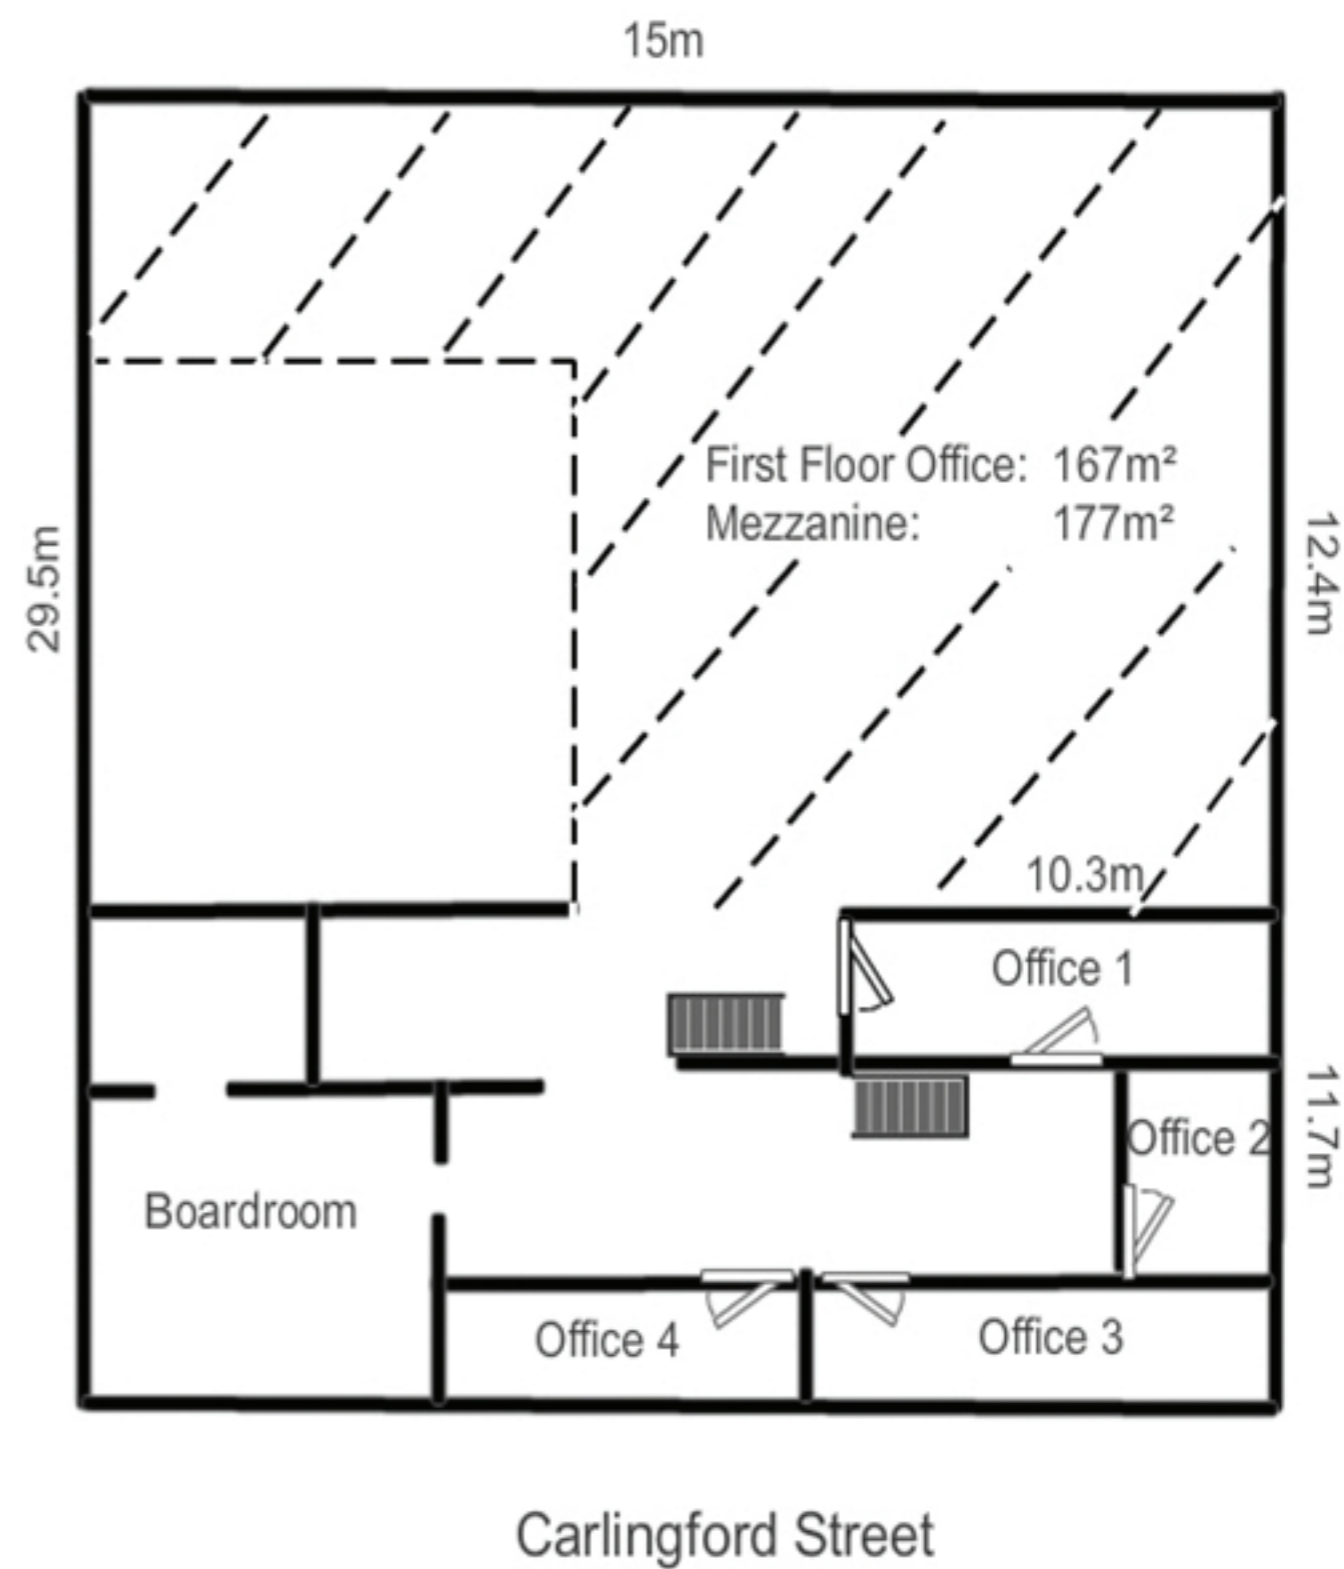 15m
29.5m
First Floor Office: 167m²
Mezzanine: 177m²
12.4m
10.3m
Office 1
Office 2
11.7m
Boardroom
Office 4
Office 3
Carlingford Street